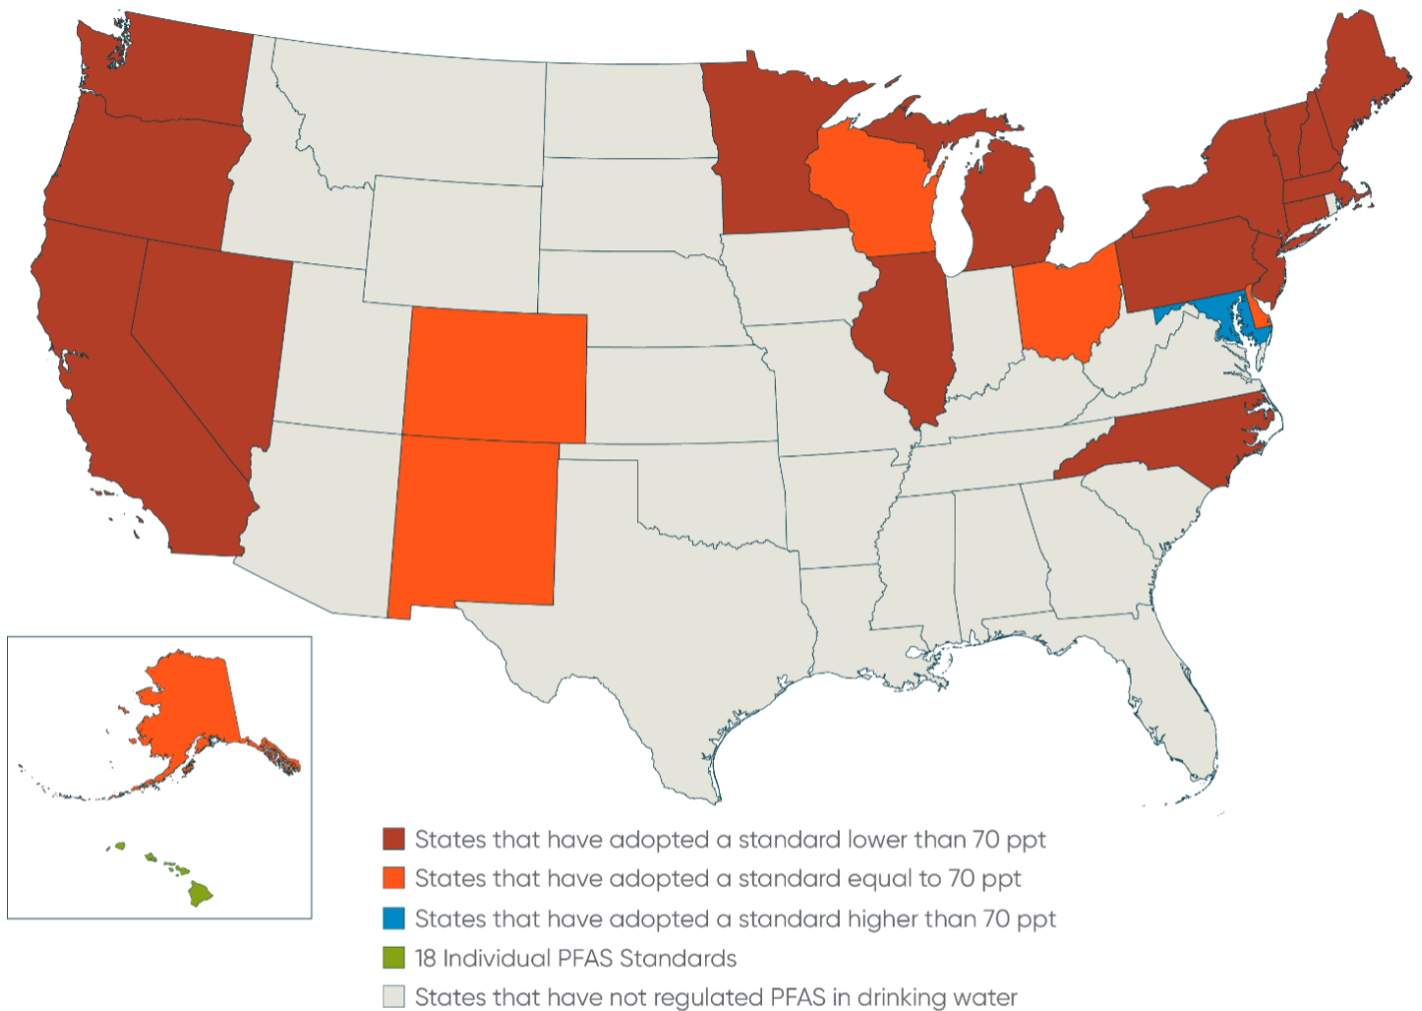 States that have adopted a standard lower than 70 ppt
States that have adopted a standard equal to 70 ppt
States that have adopted a standard higher than 70 ppt
18 Individual PFAS Standards
States that have not regulated PFAS in drinking water